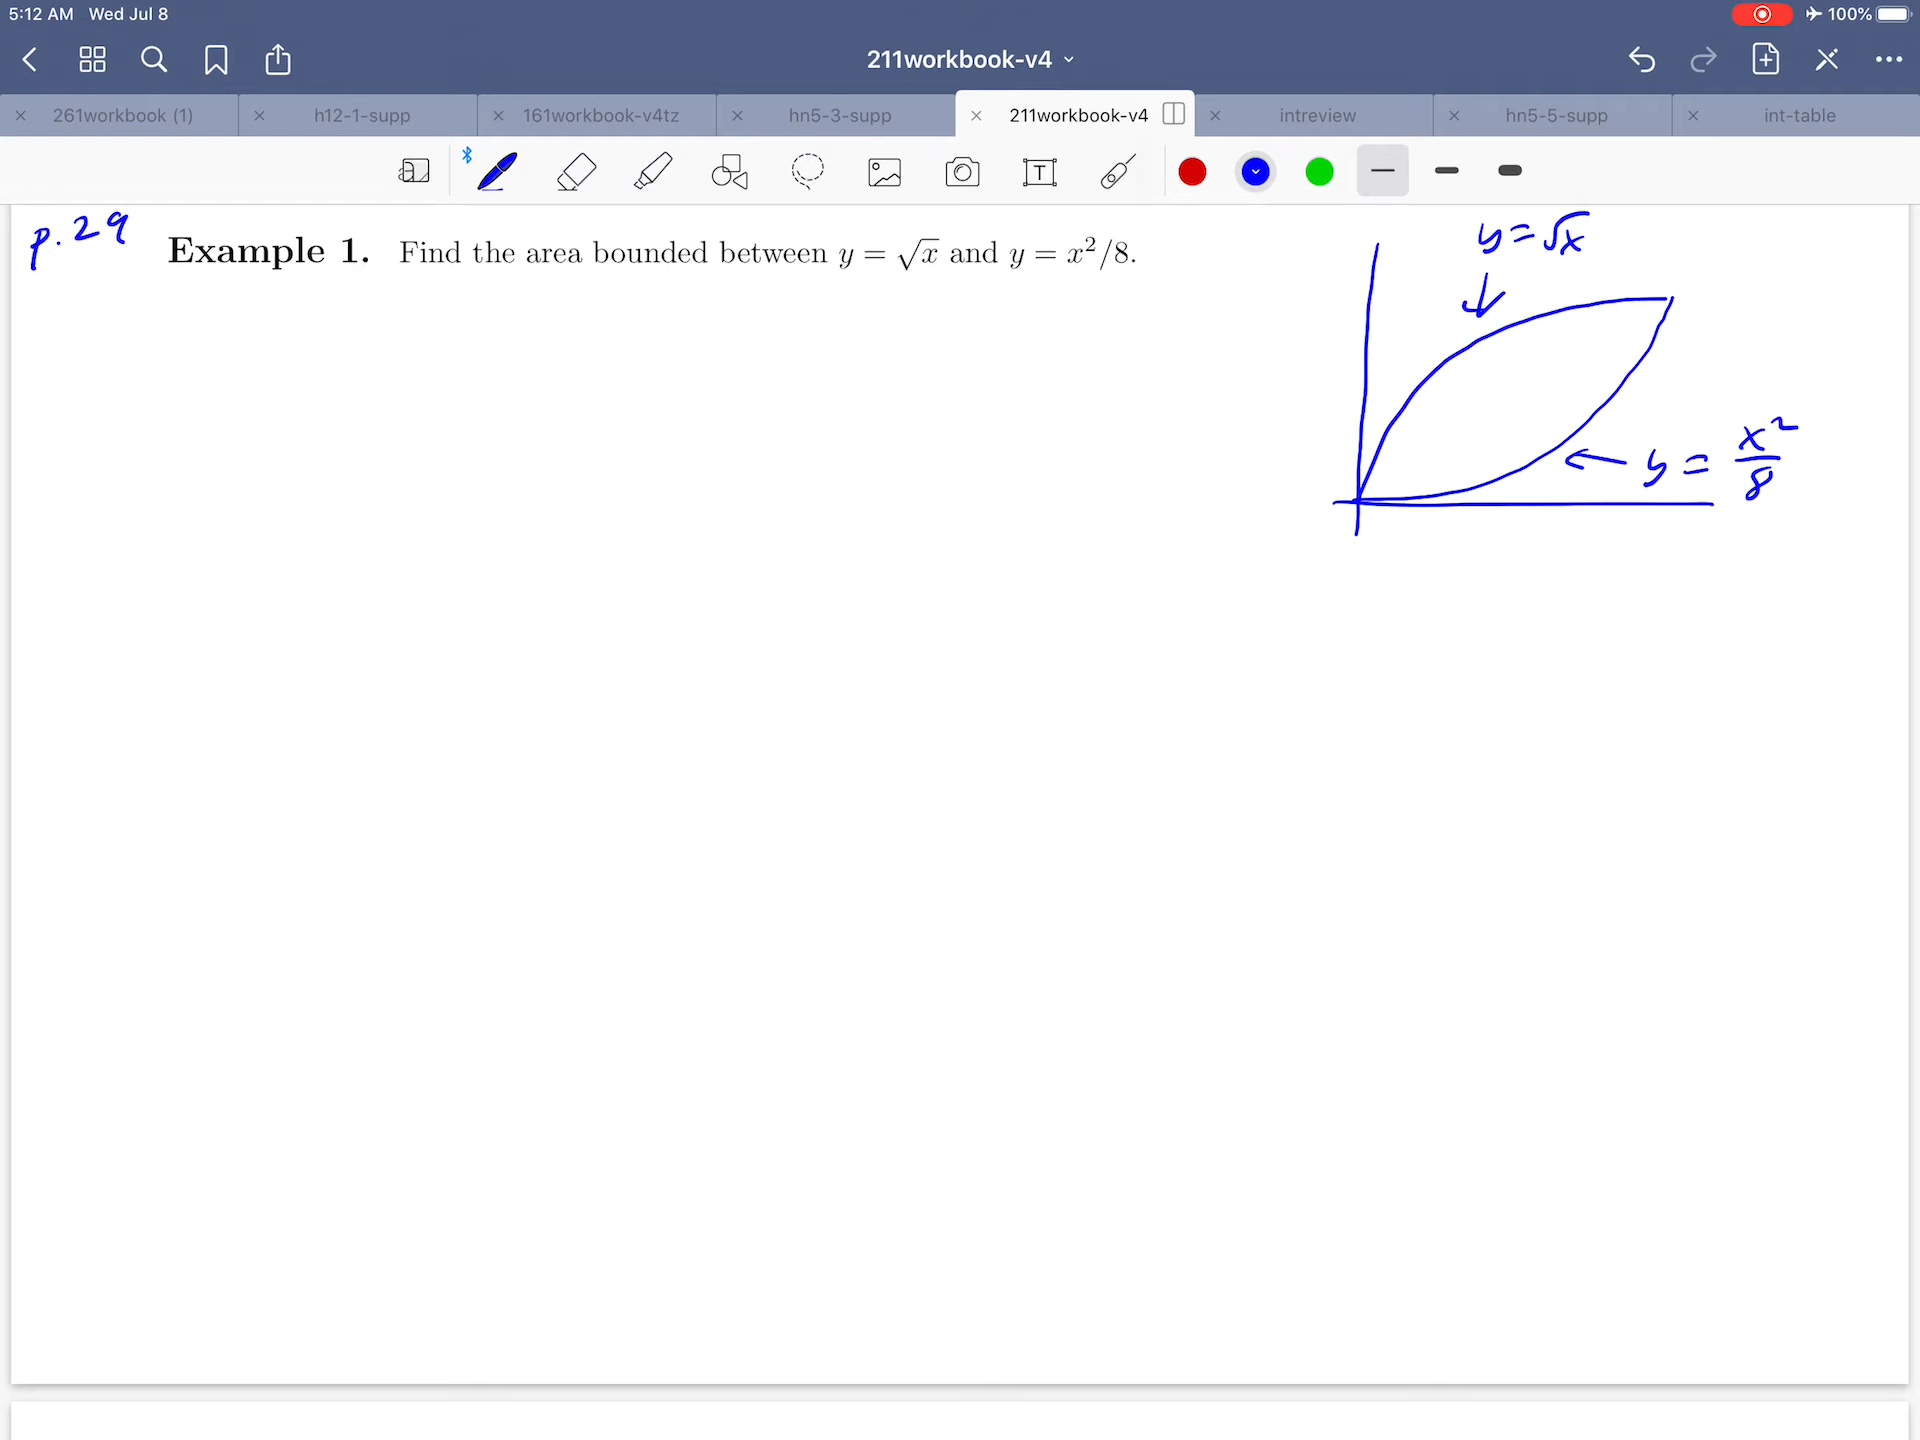 5:12 AM Wed Jul 8
100%
211workbook-v4
261workbook (1)
h12-1-supp
161workbook-v4tz
hn5-3-supp
211workbook-v4
intreview
hn5-5-supp
int-table
p. 29
Example 1. Find the area bounded between y = √x and y = x²/8.
y = √x
y = x²/8